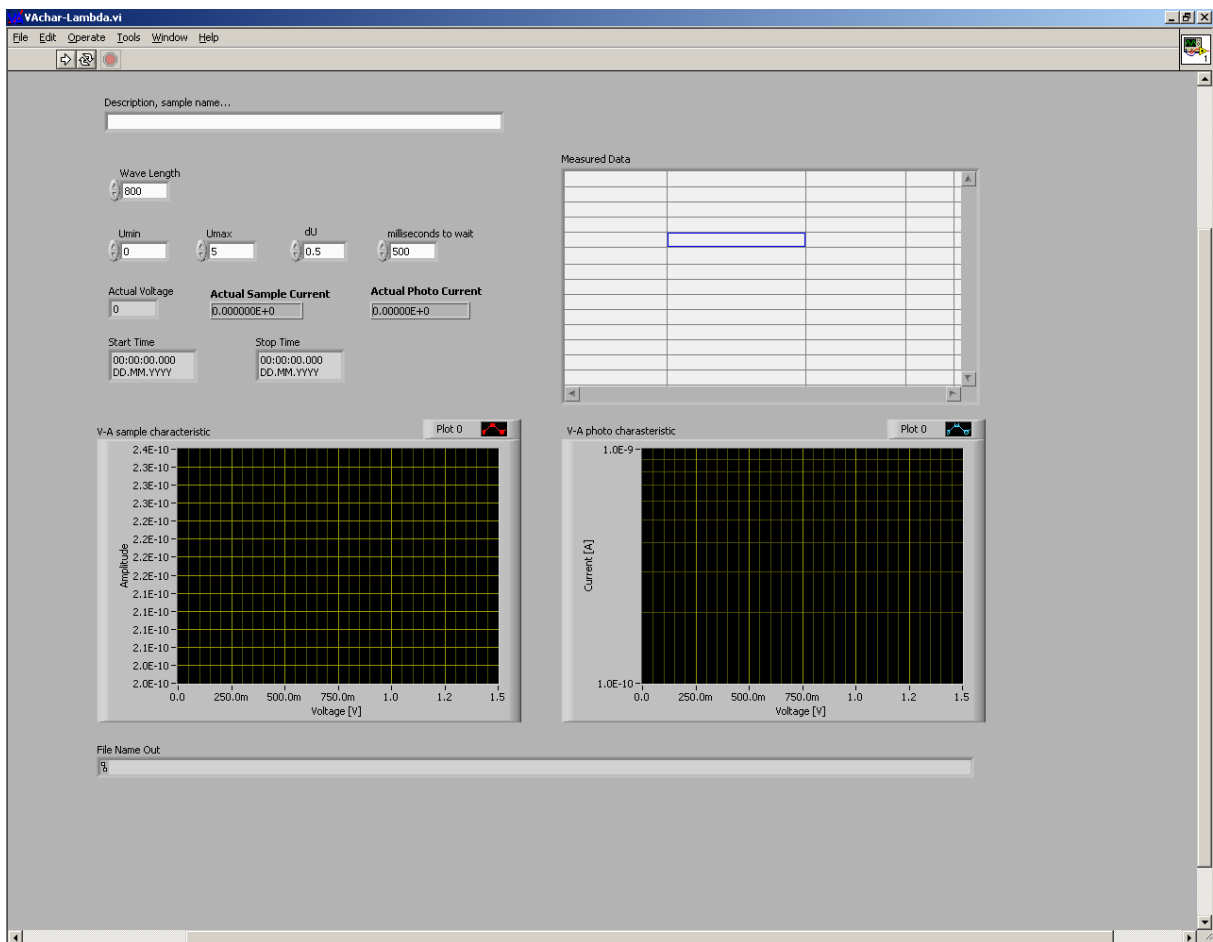 VAchar-Lambda.vi
File Edit Operate Tools Window Help
1
Description, sample name...
Measured Data
Wave Length
800
Umin Umax dU milliseconds to wait
0 5 0.5 500
Actual Voltage Actual Sample Current Actual Photo Current
0 0.000000E+0 0.00000E+0
Start Time Stop Time
00:00:00.000 00:00:00.000
DD.MM.YYYY DD.MM.YYYY
V-A sample characteristic Plot 0
2.4E-10
2.3E-10
2.3E-10
2.3E-10
2.2E-10
2.2E-10
2.2E-10
2.2E-10
2.1E-10
2.1E-10
2.1E-10
2.1E-10
2.0E-10
2.0E-10
Amplitude
0.0 250.0m 500.0m 750.0m 1.0 1.2 1.5
Voltage [V]
V-A photo charasteristic Plot 0
1.0E-9
1.0E-10
Current [A]
0.0 250.0m 500.0m 750.0m 1.0 1.2 1.5
Voltage [V]
File Name Out